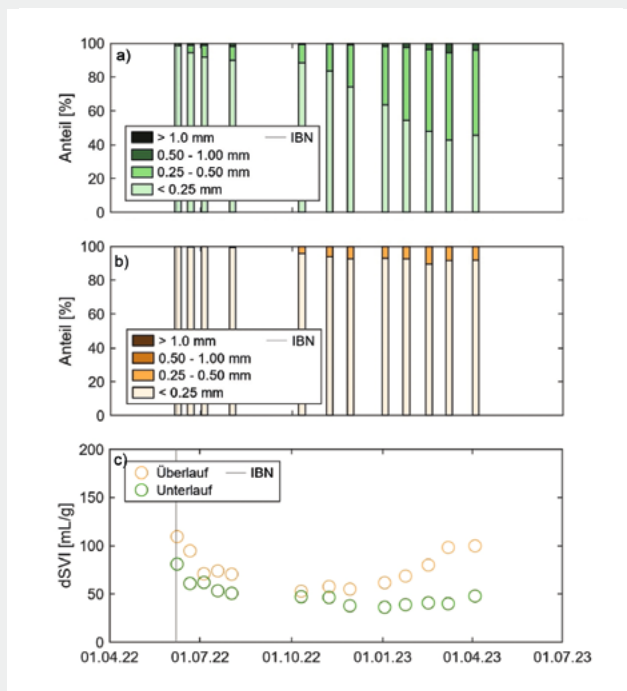 a)
100
80
60
40
20
0
Anteil [%]
> 1.0 mm
IBN
0.50 - 1.00 mm
0.25 - 0.50 mm
< 0.25 mm
b)
100
80
60
40
20
0
Anteil [%]
> 1.0 mm
IBN
0.50 - 1.00 mm
0.25 - 0.50 mm
< 0.25 mm
c)
200
150
100
50
0
dSVI [mL/g]
Überlauf
IBN
Unterlauf
01.04.22 01.07.22 01.10.22 01.01.23 01.04.23 01.07.23